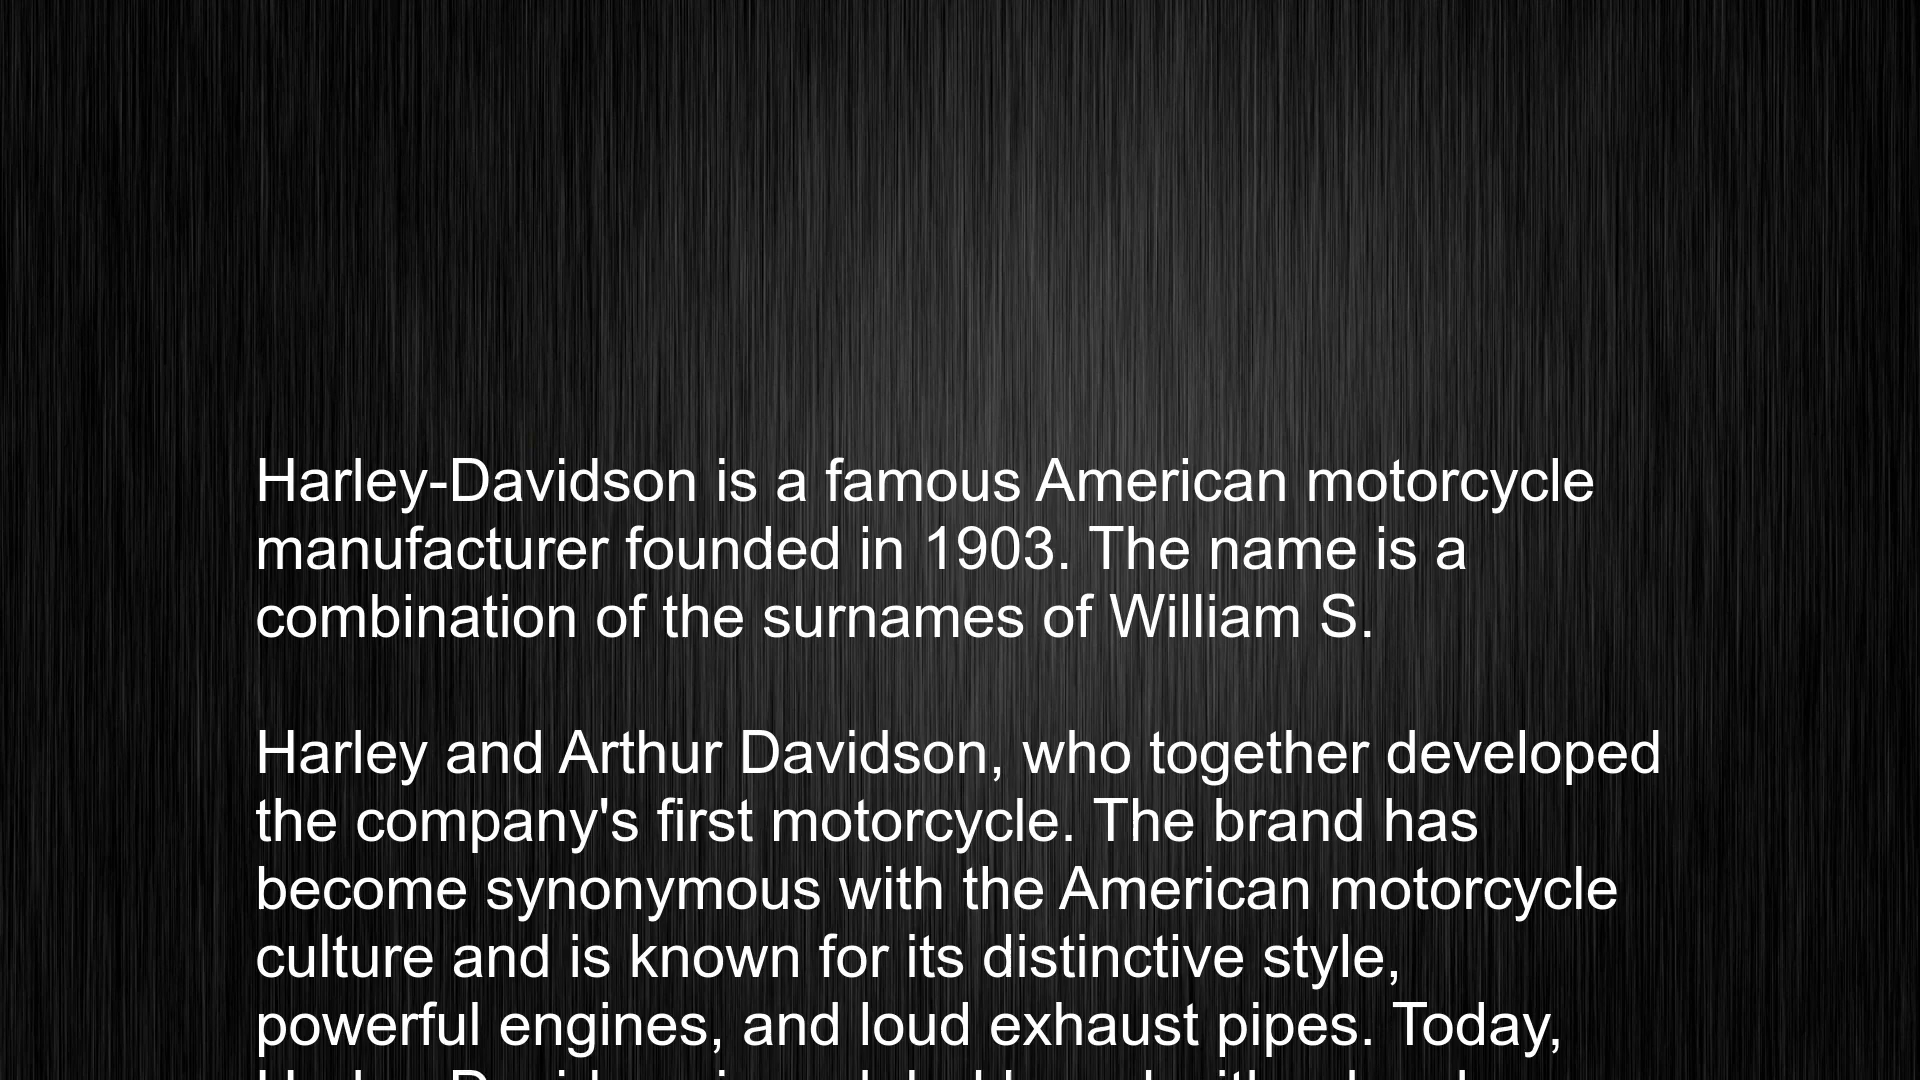 Harley-Davidson is a famous American motorcycle
manufacturer founded in 1903. The name is a
combination of the surnames of William S.
Harley and Arthur Davidson, who together developed
the company's first motorcycle. The brand has
become synonymous with the American motorcycle
culture and is known for its distinctive style,
powerful engines, and loud exhaust pipes. Today,